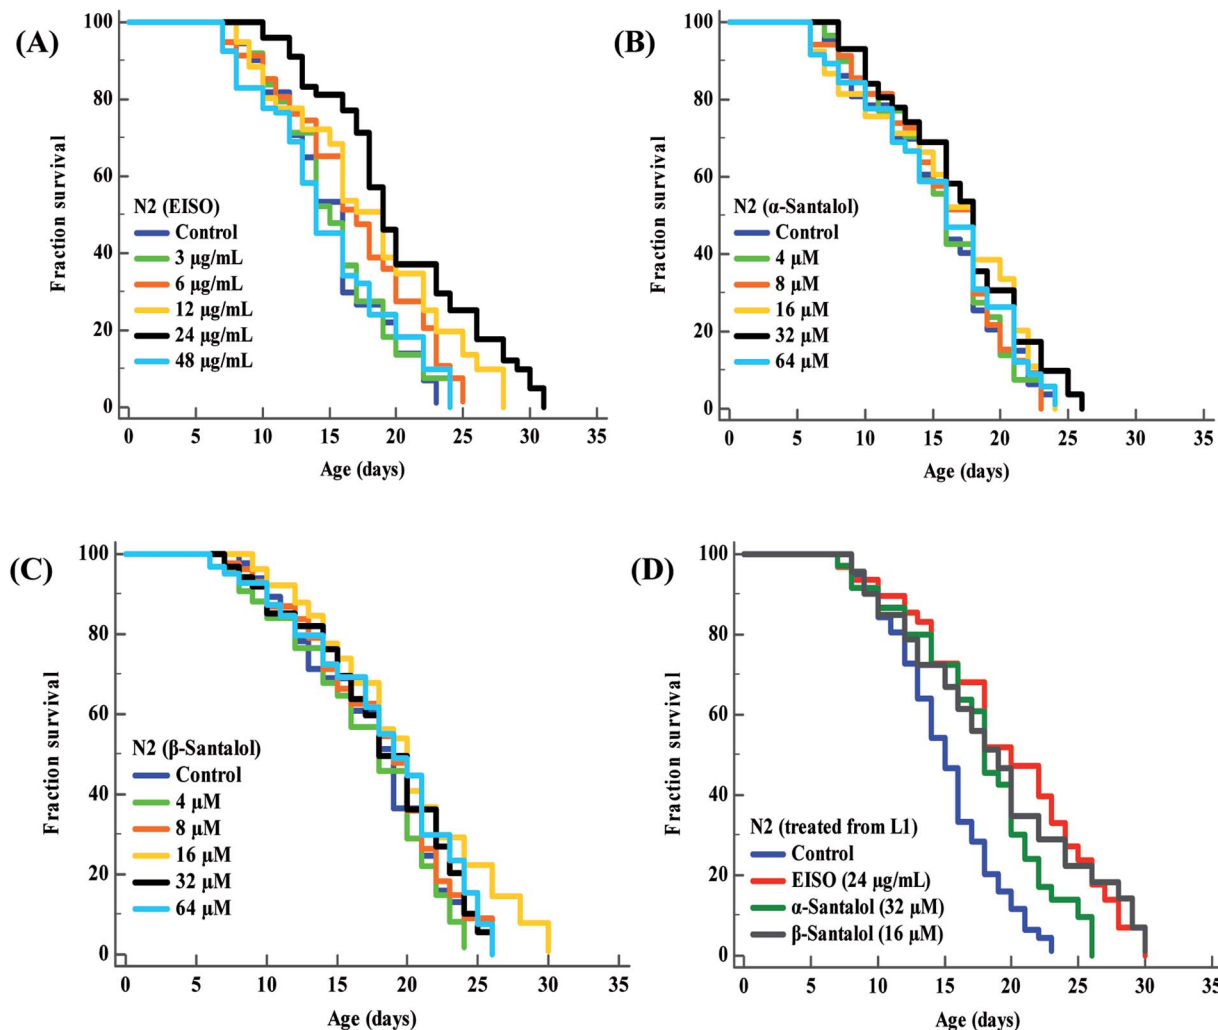 (A)
Fraction survival
100
80
60
40
20
0
N2 (EISO)
Control
3 µg/mL
6 µg/mL
12 µg/mL
24 µg/mL
48 µg/mL
0 5 10 15 20 25 30 35
Age (days)
(B)
Fraction survival
100
80
60
40
20
0
N2 (α-Santalol)
Control
4 µM
8 µM
16 µM
32 µM
64 µM
0 5 10 15 20 25 30 35
Age (days)
(C)
Fraction survival
100
80
60
40
20
0
N2 (β-Santalol)
Control
4 µM
8 µM
16 µM
32 µM
64 µM
0 5 10 15 20 25 30 35
Age (days)
(D)
Fraction survival
100
80
60
40
20
0
N2 (treated from L1)
Control
EISO (24 µg/mL)
α-Santalol (32 µM)
β-Santalol (16 µM)
0 5 10 15 20 25 30 35
Age (days)